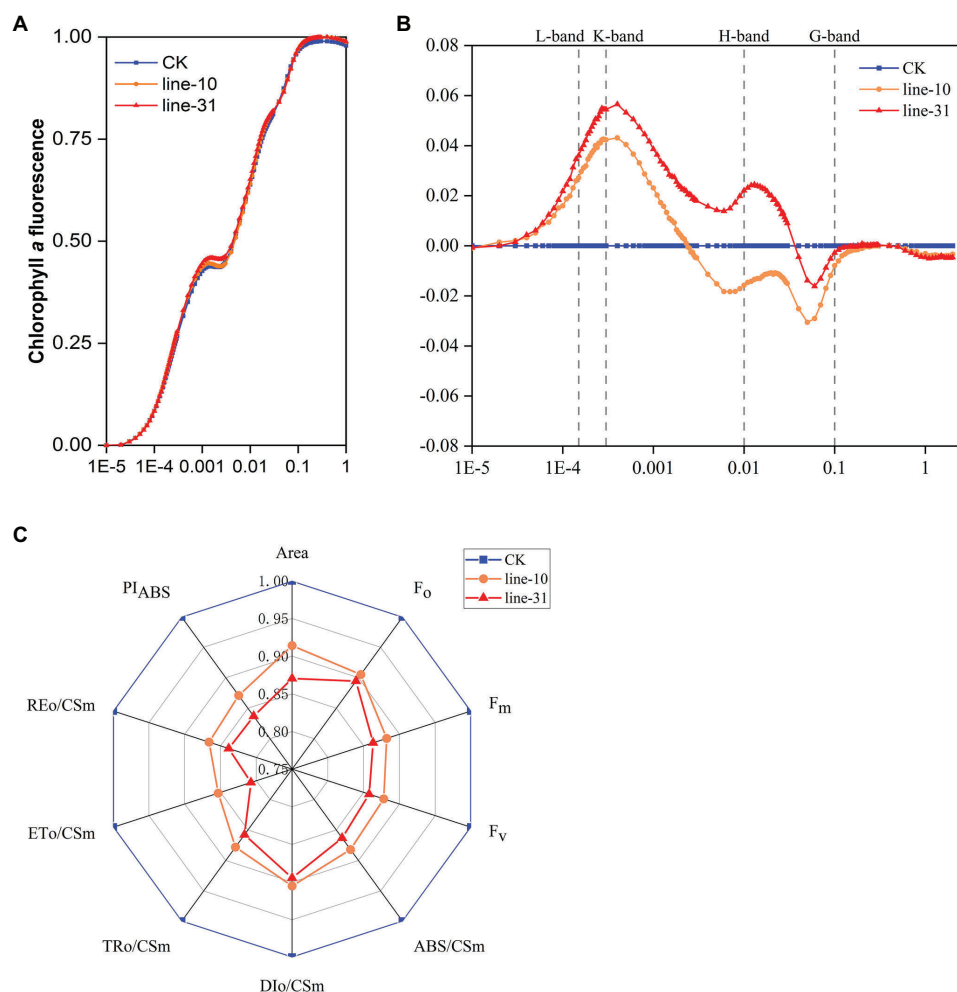 A
Chlorophyll a fluorescence
1.00
0.75
0.50
0.25
0.00
CK
line-10
line-31
1E-5 1E-4 0.001 0.01 0.1 1
B
L-band K-band H-band G-band
0.08
0.06
0.04
0.02
0.00
-0.02
-0.04
-0.06
-0.08
CK
line-10
line-31
1E-5 1E-4 0.001 0.01 0.1 1
C
Area
CK
line-10
line-31
1.00
0.95
0.90
0.85
0.80
0.75
PIABS
Fo
REo/CSm
Fm
ETo/CSm
Fv
TRo/CSm
ABS/CSm
DIo/CSm